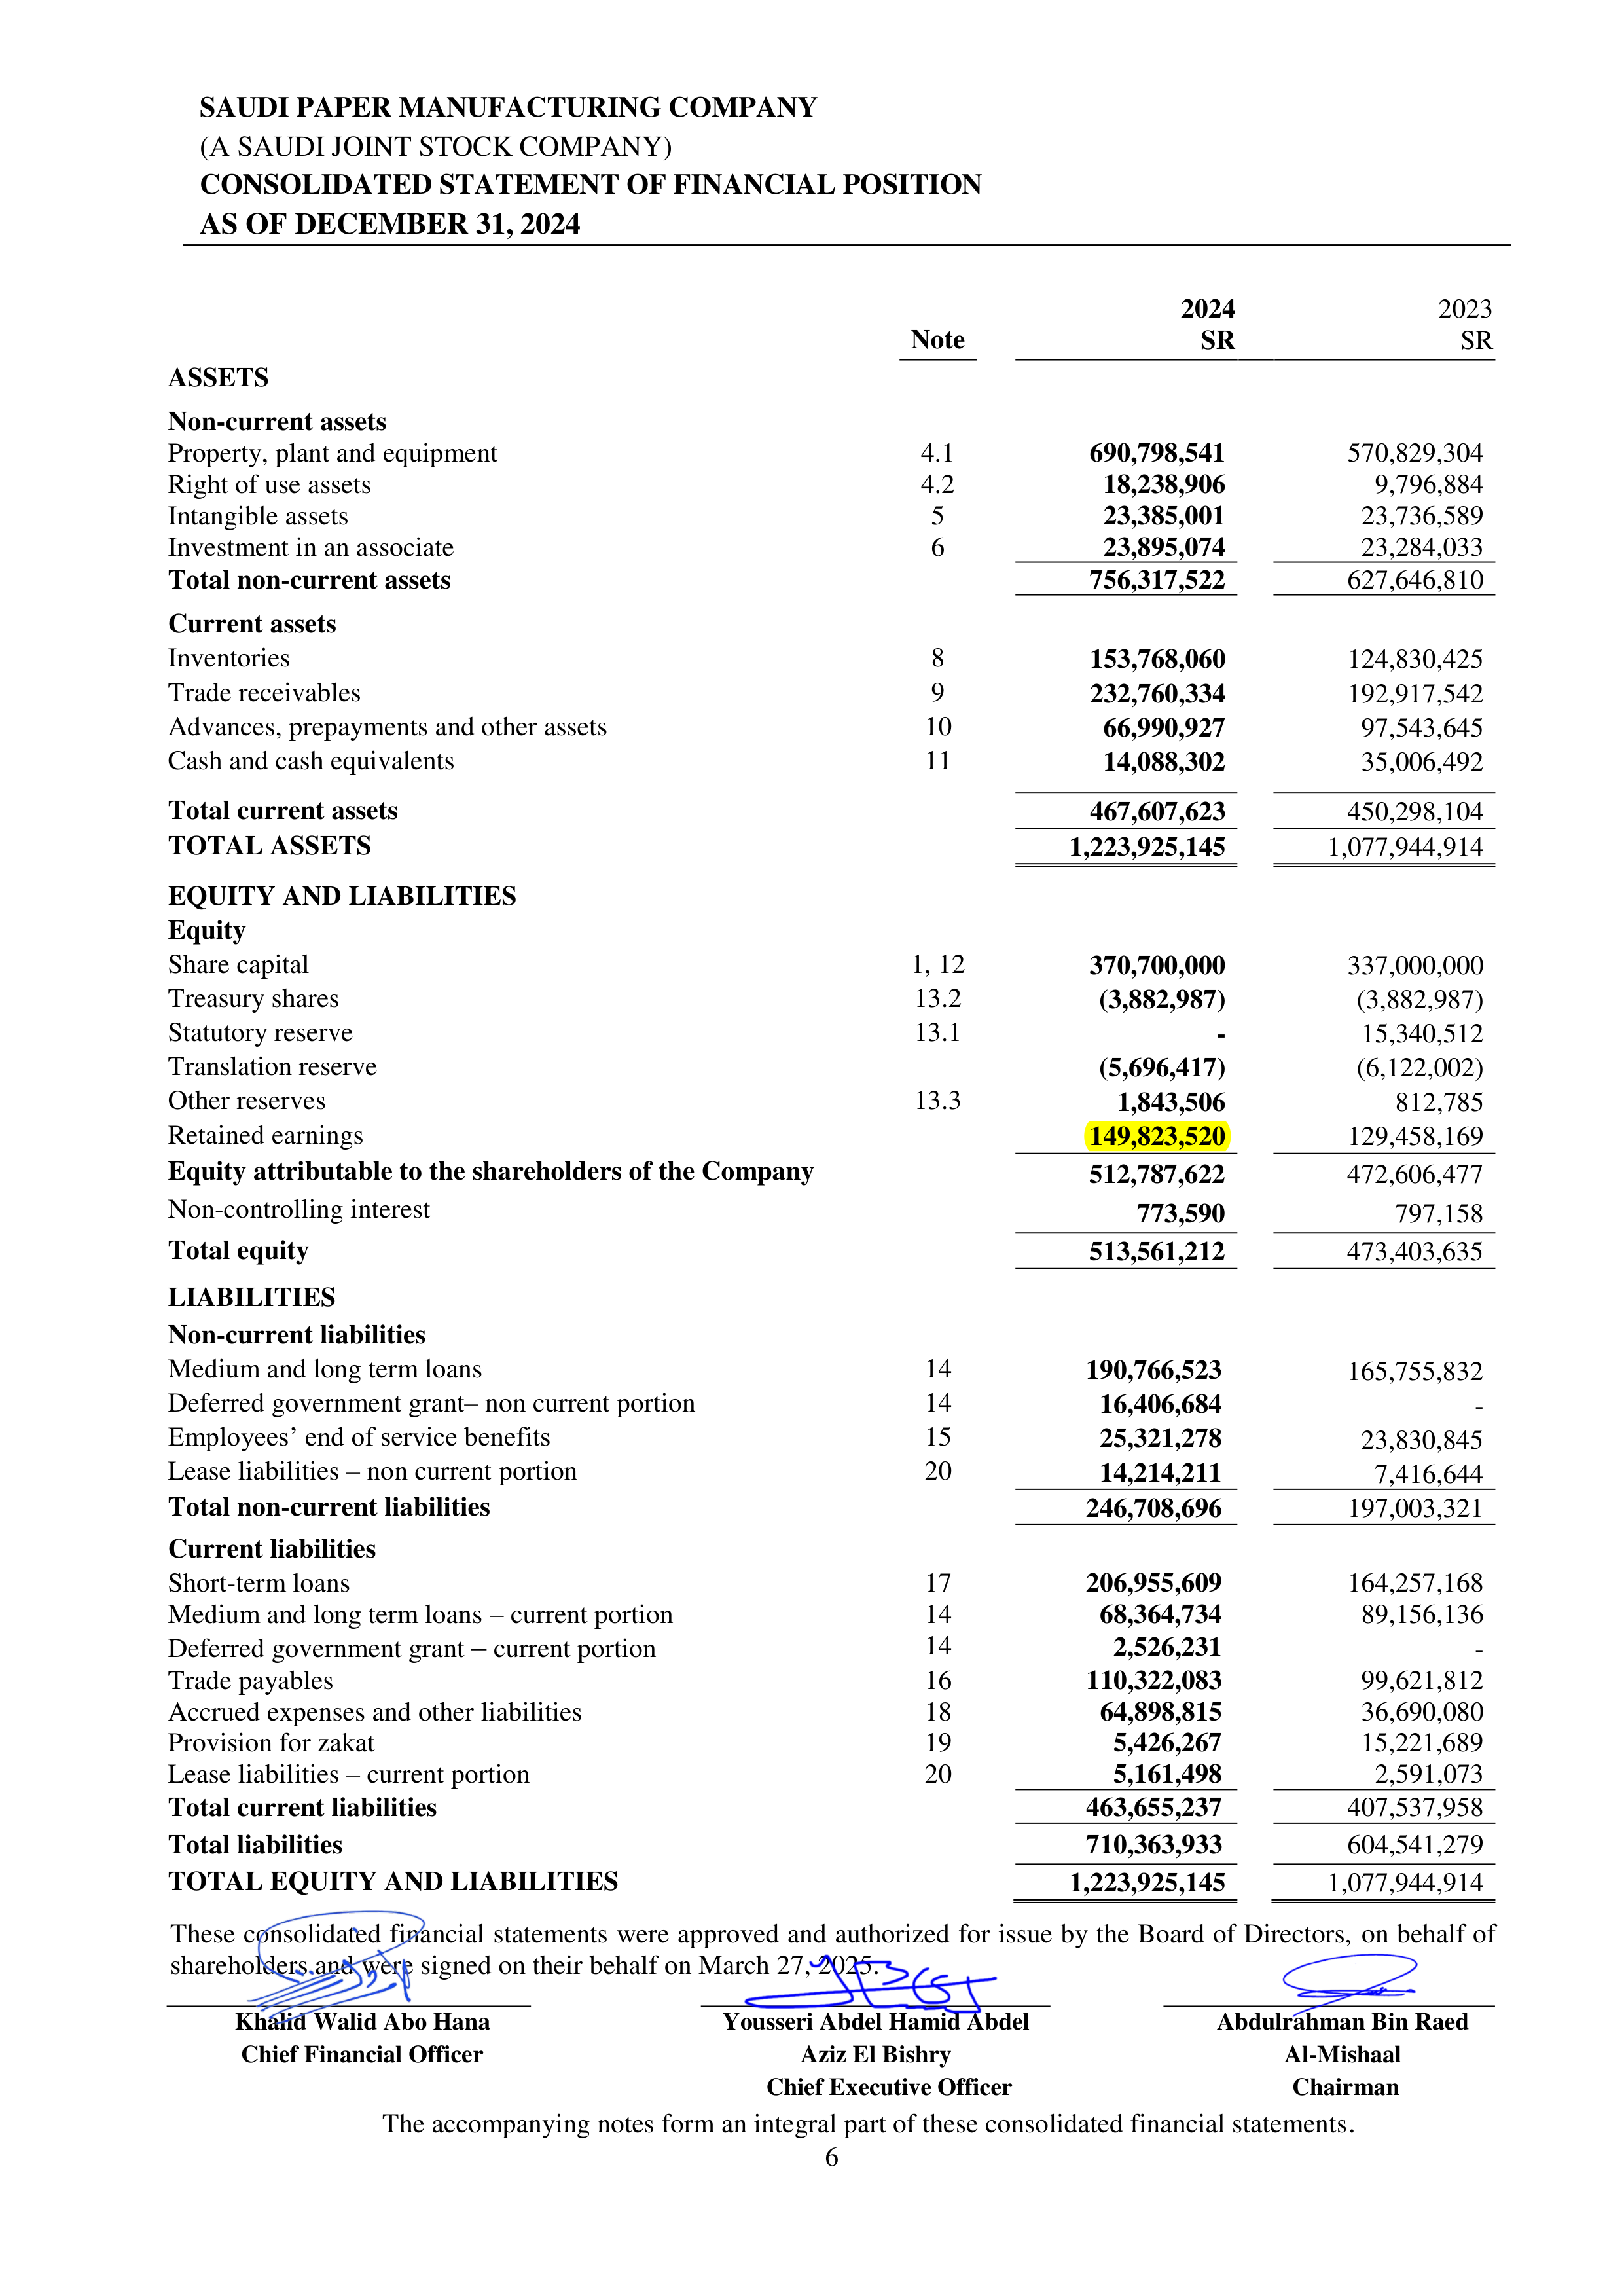 SAUDI PAPER MANUFACTURING COMPANY
(A SAUDI JOINT STOCK COMPANY)
CONSOLIDATED STATEMENT OF FINANCIAL POSITION
AS OF DECEMBER 31, 2024
2024 2023
Note SR SR
ASSETS
Non-current assets
Property, plant and equipment 4.1 690,798,541 570,829,304
Right of use assets 4.2 18,238,906 9,796,884
Intangible assets 5 23,385,001 23,736,589
Investment in an associate 6 23,895,074 23,284,033
Total non-current assets 756,317,522 627,646,810
Current assets
Inventories 8 153,768,060 124,830,425
Trade receivables 9 232,760,334 192,917,542
Advances, prepayments and other assets 10 66,990,927 97,543,645
Cash and cash equivalents 11 14,088,302 35,006,492
Total current assets 467,607,623 450,298,104
TOTAL ASSETS 1,223,925,145 1,077,944,914
EQUITY AND LIABILITIES
Equity
Share capital 1, 12 370,700,000 337,000,000
Treasury shares 13.2 (3,882,987) (3,882,987)
Statutory reserve 13.1 - 15,340,512
Translation reserve (5,696,417) (6,122,002)
Other reserves 13.3 1,843,506 812,785
Retained earnings 149,823,520 129,458,169
Equity attributable to the shareholders of the Company 512,787,622 472,606,477
Non-controlling interest 773,590 797,158
Total equity 513,561,212 473,403,635
LIABILITIES
Non-current liabilities
Medium and long term loans 14 190,766,523 165,755,832
Deferred government grant– non current portion 14 16,406,684 -
Employees’ end of service benefits 15 25,321,278 23,830,845
Lease liabilities – non current portion 20 14,214,211 7,416,644
Total non-current liabilities 246,708,696 197,003,321
Current liabilities
Short-term loans 17 206,955,609 164,257,168
Medium and long term loans – current portion 14 68,364,734 89,156,136
Deferred government grant – current portion 14 2,526,231 -
Trade payables 16 110,322,083 99,621,812
Accrued expenses and other liabilities 18 64,898,815 36,690,080
Provision for zakat 19 5,426,267 15,221,689
Lease liabilities – current portion 20 5,161,498 2,591,073
Total current liabilities 463,655,237 407,537,958
Total liabilities 710,363,933 604,541,279
TOTAL EQUITY AND LIABILITIES 1,223,925,145 1,077,944,914
These consolidated financial statements were approved and authorized for issue by the Board of Directors, on behalf of
shareholders.and were signed on their behalf on March 27, 2025.
Khalid Walid Abo Hana Yousseri Abdel Hamid Abdel Abdulrahman Bin Raed
Chief Financial Officer Aziz El Bishry Al-Mishaal
Chief Executive Officer Chairman
The accompanying notes form an integral part of these consolidated financial statements.
6